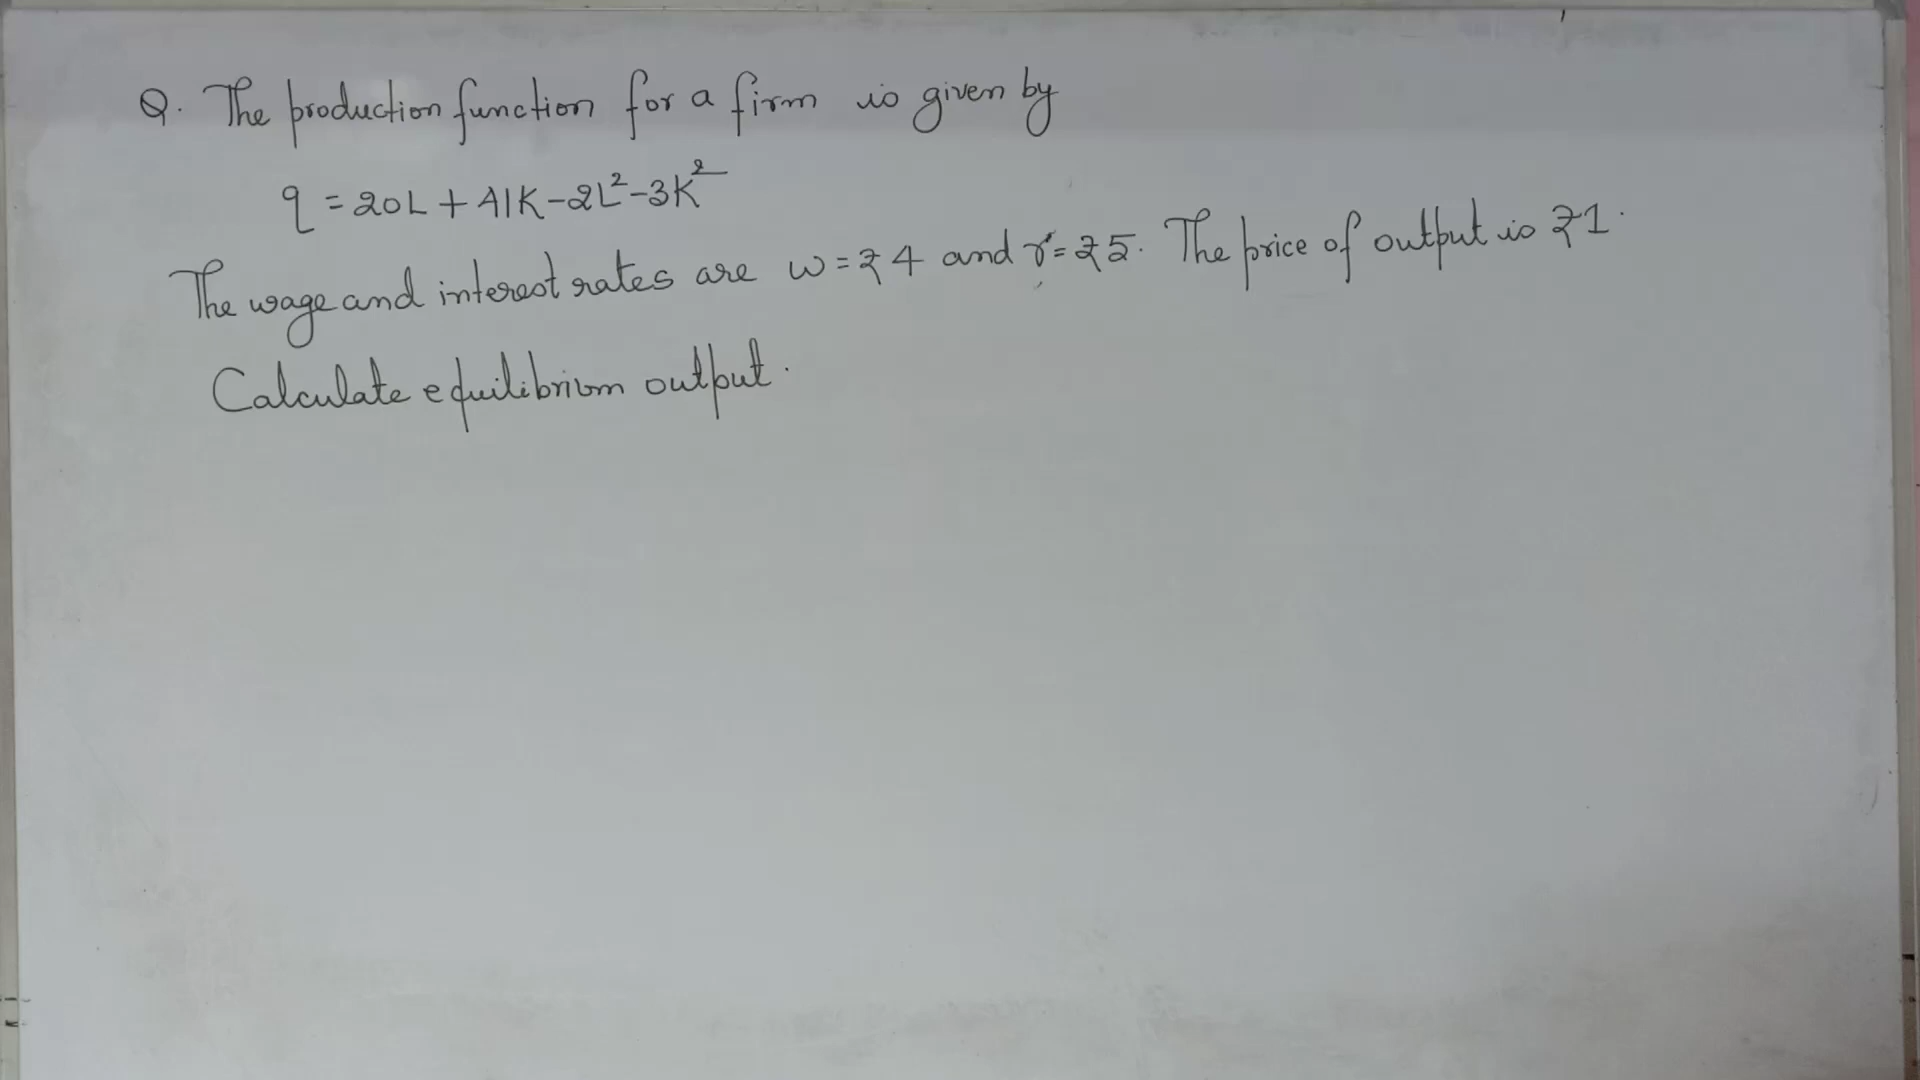 Q. The production function for a firm is given by
q = 20L + 41K - 2L² - 3K²
The wage and interest rates are w = ₹4 and r = ₹5. The price of output is ₹1.
Calculate equilibrium output.